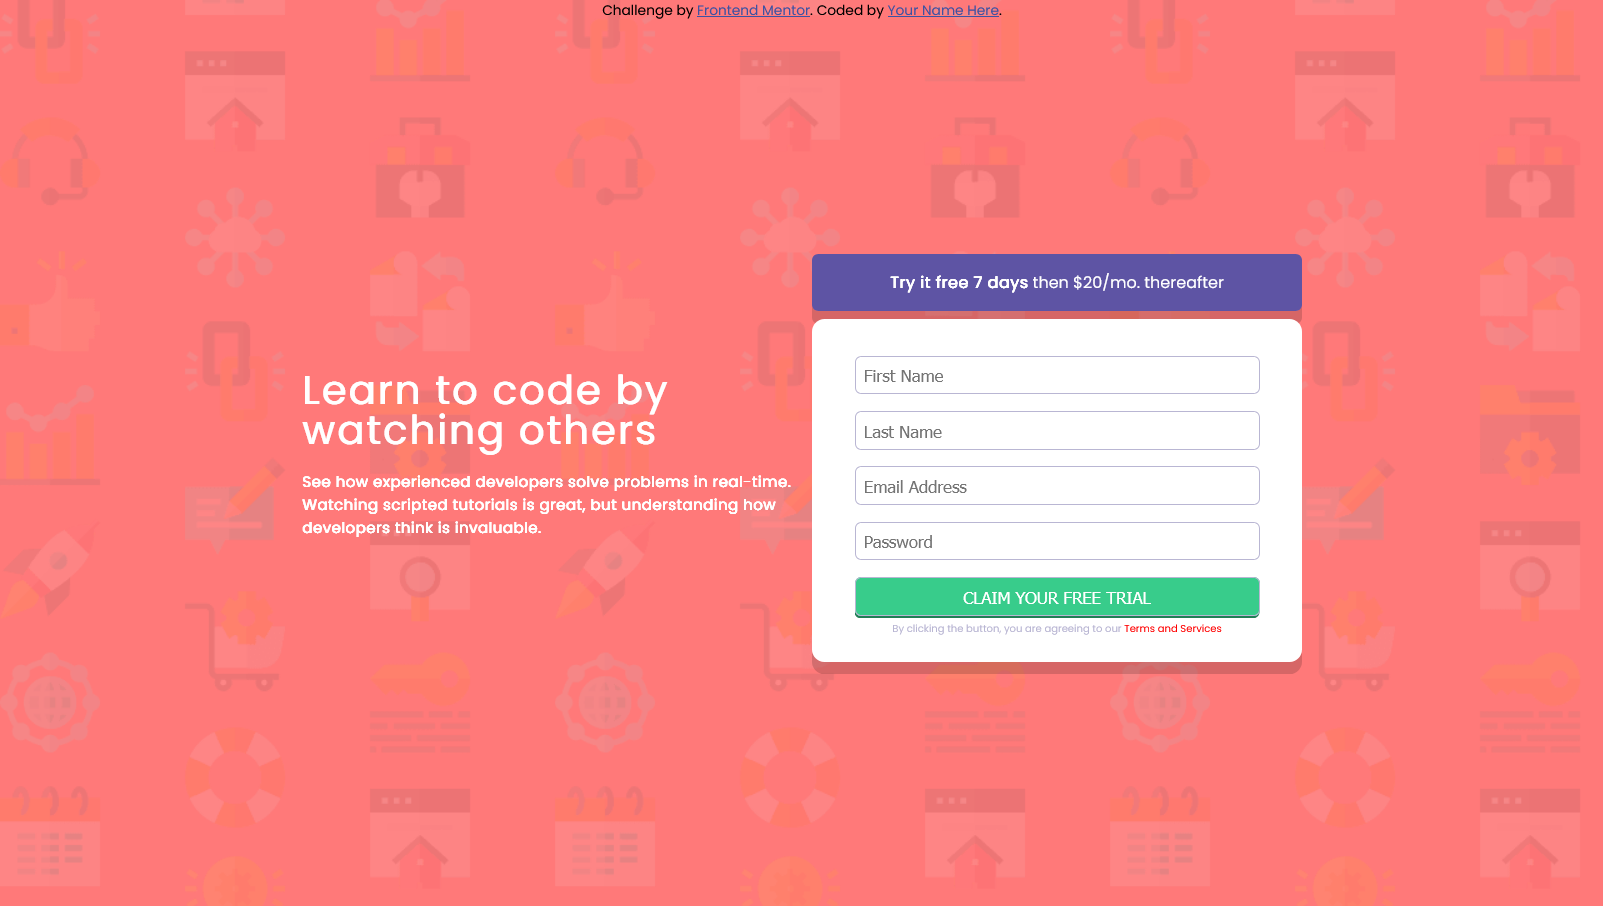 Challenge by Frontend Mentor. Coded by Your Name Here.
Learn to code by
watching others
See how experienced developers solve problems in real-time.
Watching scripted tutorials is great, but understanding how
developers think is invaluable.
Try it free 7 days then $20/mo. thereafter
First Name
Last Name
Email Address
Password
CLAIM YOUR FREE TRIAL
By clicking the button, you are agreeing to our Terms and Services